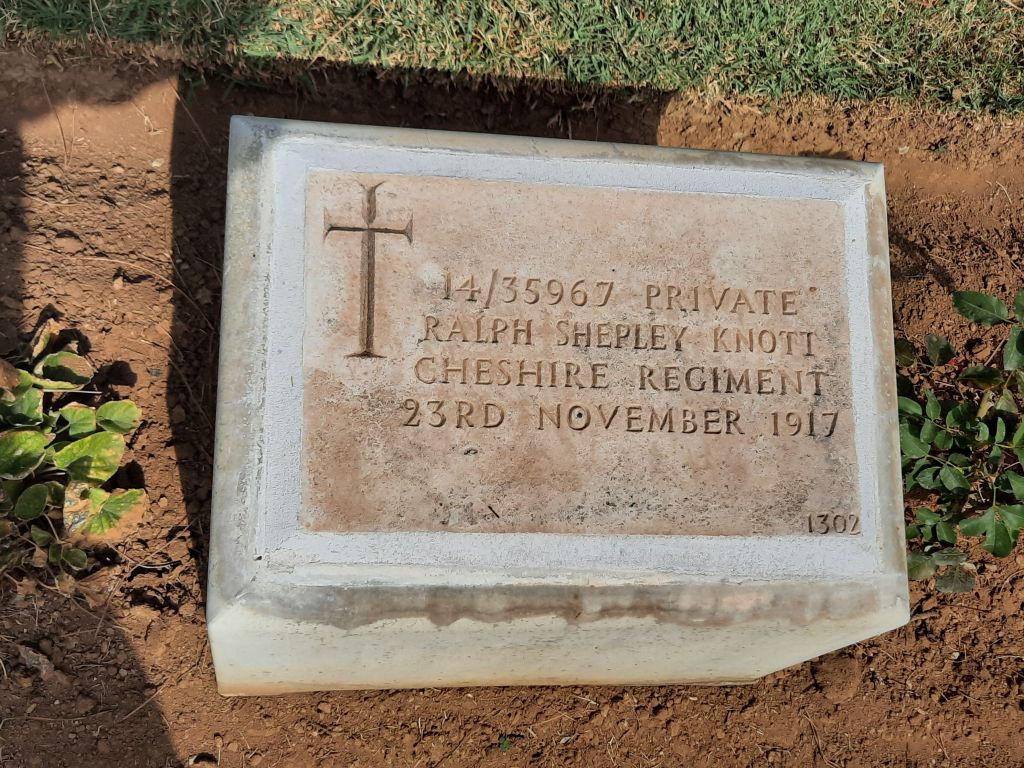 14/35967 PRIVATE
RALPH SHEPLEY KNOTT
CHESHIRE REGIMENT
23RD NOVEMBER 1917
1302